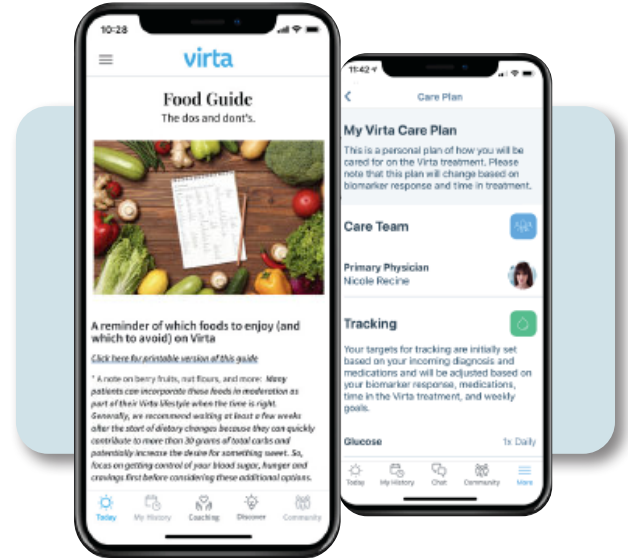 10:28
virta
Food Guide
The dos and dont's.
A reminder of which foods to enjoy (and
which to avoid) on Virta
Click here for printable version of this guide
* A note on berry fruits, nut flours, and more: Many
patients can incorporate these foods in moderation as
part of their Virta lifestyle when the time is right.
Generally, we recommend waiting at least a few weeks
after the start of dietary changes because they can quickly
contribute to more than 30 grams of total carbs and
potentially increase the desire for something sweet. So,
focus on getting control of your blood sugar, hunger and
cravings first before considering these additional options.
Today
My History
Coaching
Discover
Community
11:42
Care Plan
My Virta Care Plan
This is a personal plan of how you will be
cared for on the Virta treatment. Please
note that this plan will change based on
biomarker response and time in treatment.
Care Team
Primary Physician
Nicole Recine
Tracking
Your targets for tracking are initially set
based on your incoming diagnosis and
medications and will be adjusted based on
your biomarker response, medications,
time in the Virta treatment, and weekly
goals.
Glucose 1x Daily
Today
My History
Chat
Community
More